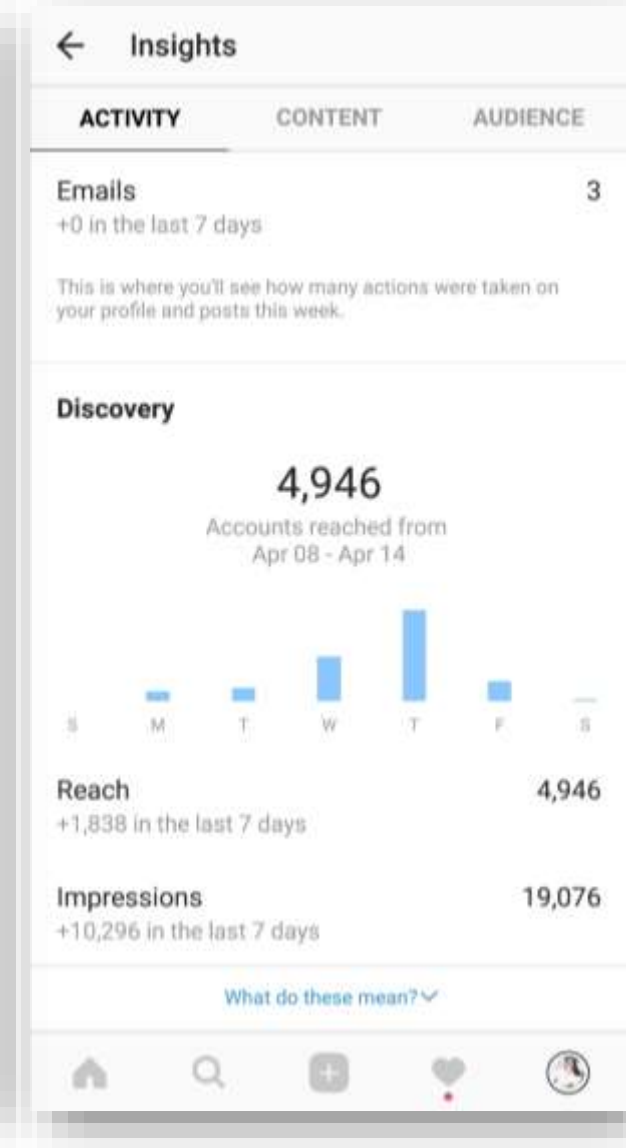 Insights
ACTIVITY CONTENT AUDIENCE
Emails 3
+0 in the last 7 days
This is where you'll see how many actions were taken on
your profile and posts this week.
Discovery
4,946
Accounts reached from
Apr 08 - Apr 14
S M T W T F S
Reach 4,946
+1,838 in the last 7 days
Impressions 19,076
+10,296 in the last 7 days
What do these mean?